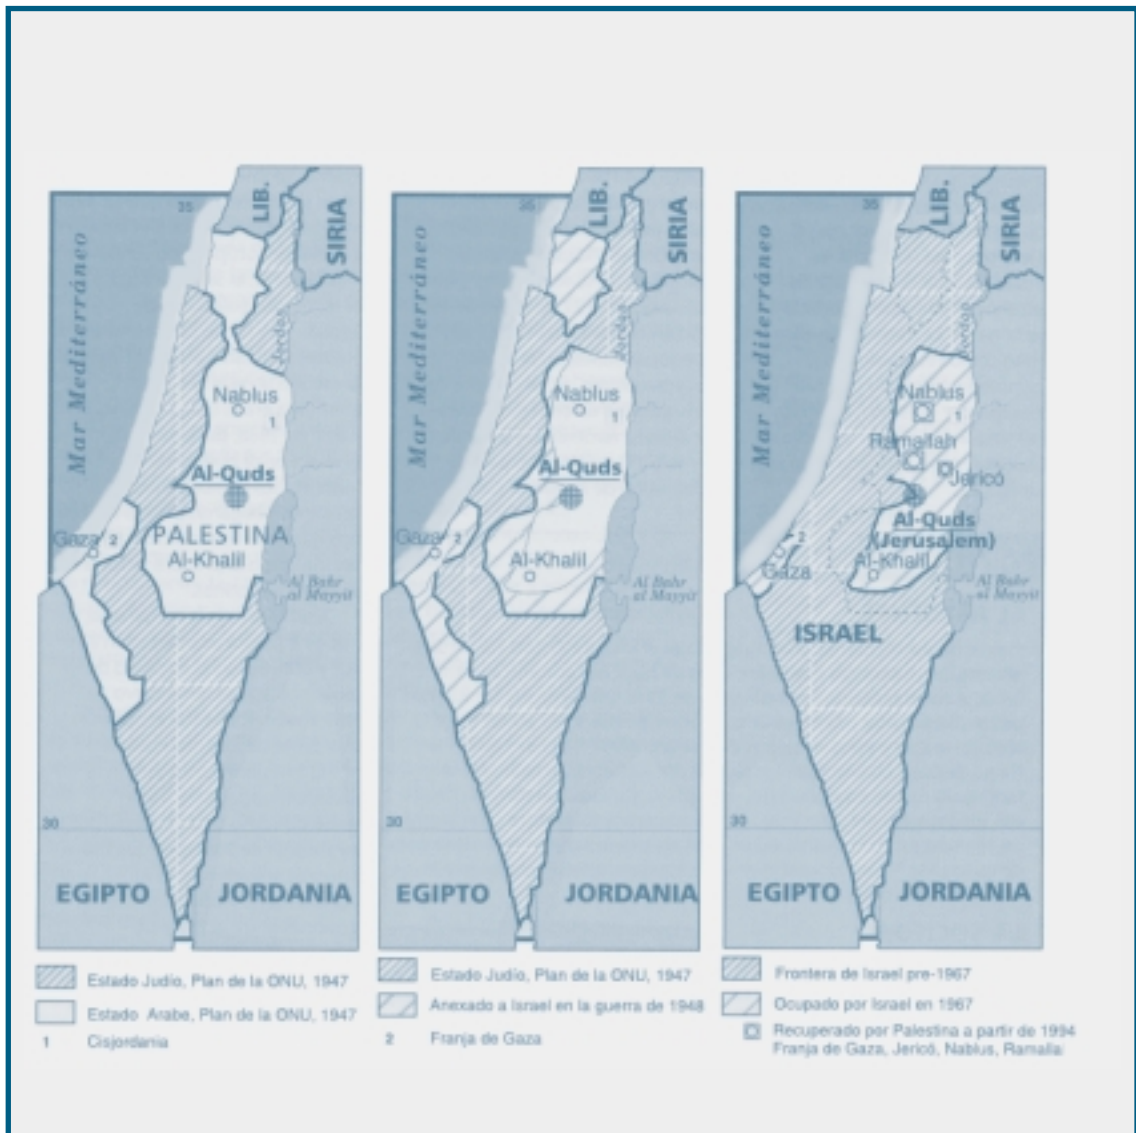 35
LIB.
SIRIA
Mar Mediterráneo
Jordan
Nablus
1
Al-Quds
PALESTINA
Gaza
2
Al-Khalil
Al Bahr
al Mayyit
30
EGIPTO
JORDANIA
Estado Judío, Plan de la ONU, 1947
Estado Arabe, Plan de la ONU, 1947
1 Cisjordania
35
LIB.
SIRIA
Mar Mediterráneo
Jordan
Nablus
1
Al-Quds
Gaza
2
Al-Khalil
Al Bahr
al Mayyit
30
EGIPTO
JORDANIA
Estado Judío, Plan de la ONU, 1947
Anexado a Israel en la guerra de 1948
2 Franja de Gaza
35
LIB.
SIRIA
Mar Mediterráneo
Jordan
Nablus
1
Ramallah
Jericó
Al-Quds
(Jerusalem)
2
Gaza
Al-Khalil
Al Bahr
al Mayyit
ISRAEL
30
EGIPTO
JORDANIA
Frontera de Israel pre-1967
Ocupado por Israel en 1967
Recuperado por Palestina a partir de 1994
Franja de Gaza, Jericó, Nablus, Ramalla